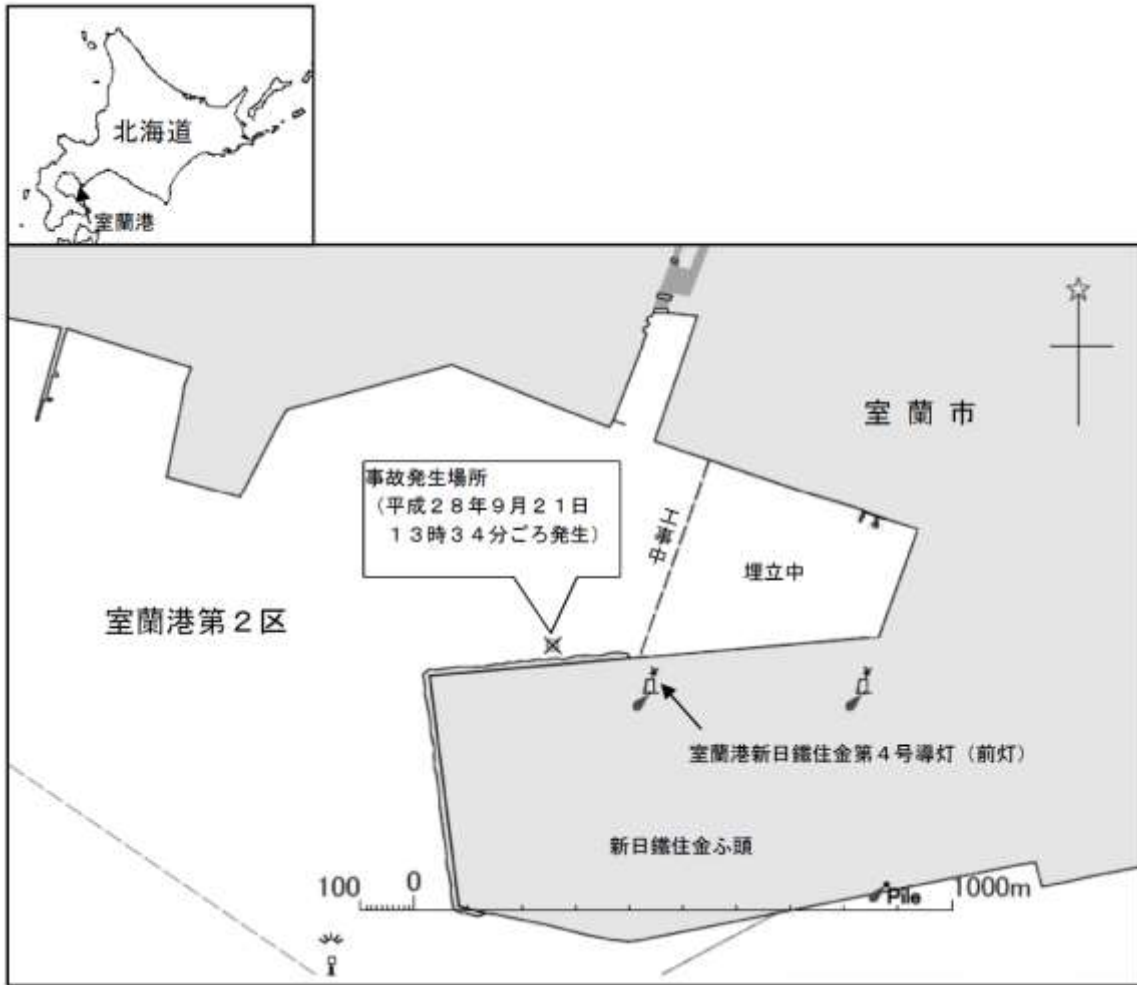 北海道
室蘭港
室蘭市
事故発生場所
（平成２８年９月２１日
１３時３４分ごろ発生）
工事中
埋立中
室蘭港第２区
室蘭港新日鐵住金第４号導灯（前灯）
新日鐵住金ふ頭
100 0 1000m
Pile